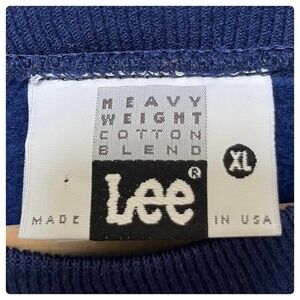 HEAVY
WEIGHT
COTTON
BLEND
Lee®
XL
MADE IN USA